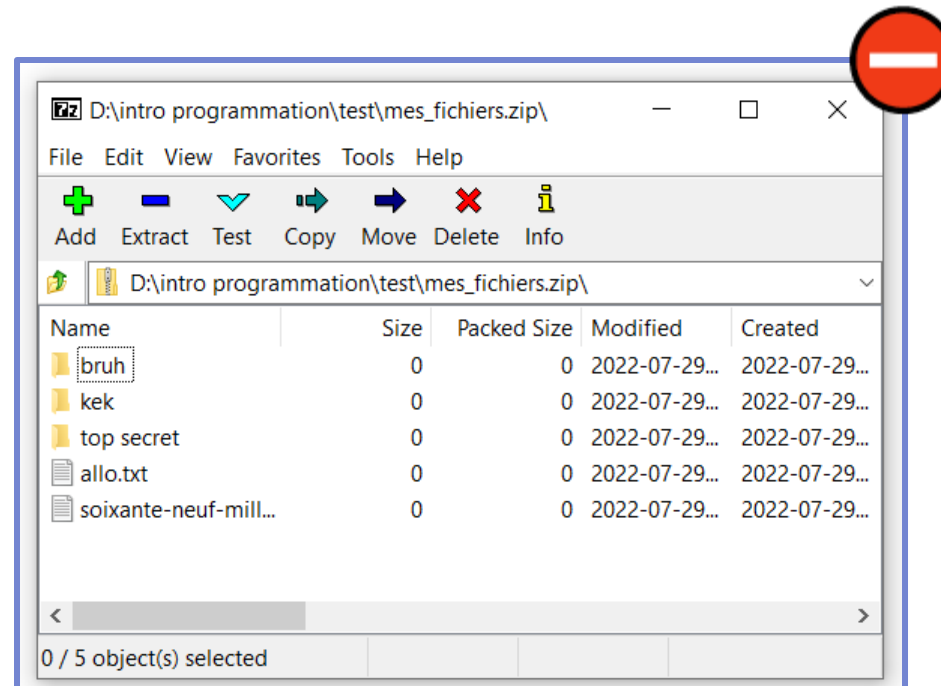 7z D:\intro programmation\test\mes_fichiers.zip\
File Edit View Favorites Tools Help
Add Extract Test Copy Move Delete Info
D:\intro programmation\test\mes_fichiers.zip\
Name Size Packed Size Modified Created
bruh 0 0 2022-07-29... 2022-07-29...
kek 0 0 2022-07-29... 2022-07-29...
top secret 0 0 2022-07-29... 2022-07-29...
allo.txt 0 0 2022-07-29... 2022-07-29...
soixante-neuf-mill... 0 0 2022-07-29... 2022-07-29...
0 / 5 object(s) selected